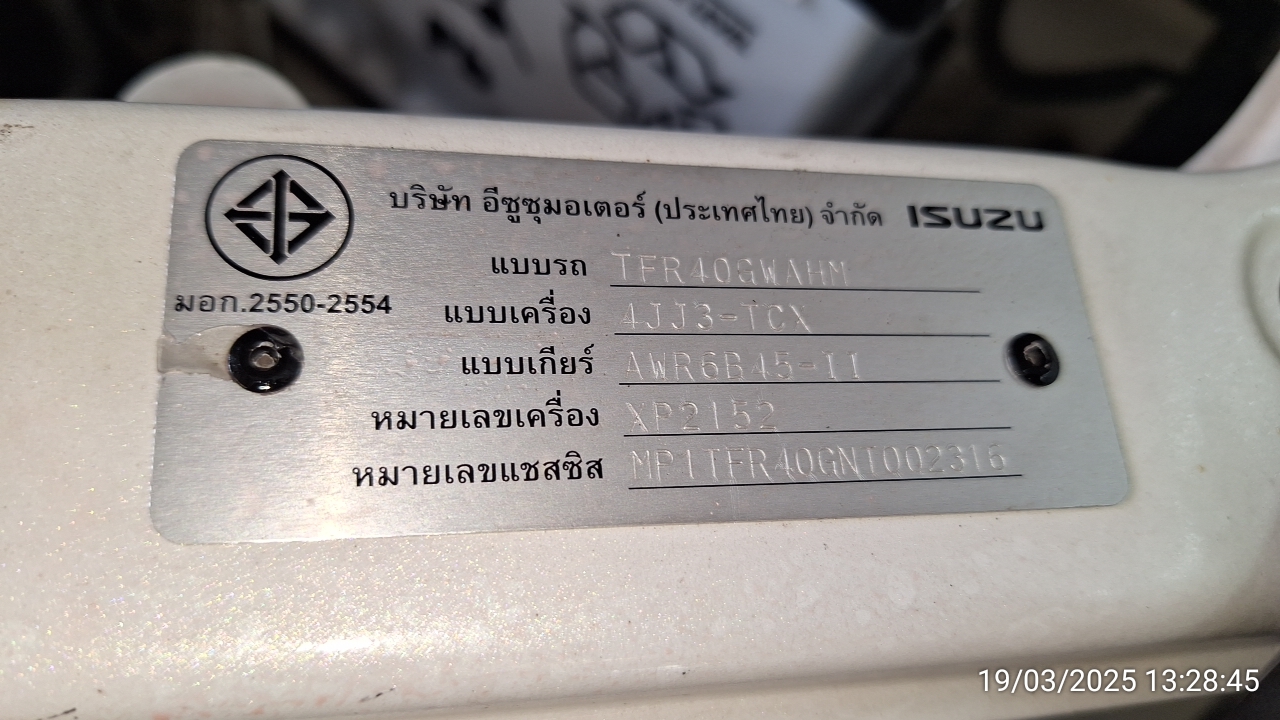 บริษัท อีซูซุมอเตอร์ (ประเทศไทย) จำกัด ISUZU
แบบรถ TFR40GWAHM
มอก.2550-2554
แบบเครื่อง 4JJ3-TCX
แบบเกียร์ AWR6B45-II
หมายเลขเครื่อง XP2152
หมายเลขแชสซิส MP1TFR40GNT002316
19/03/2025 13:28:45